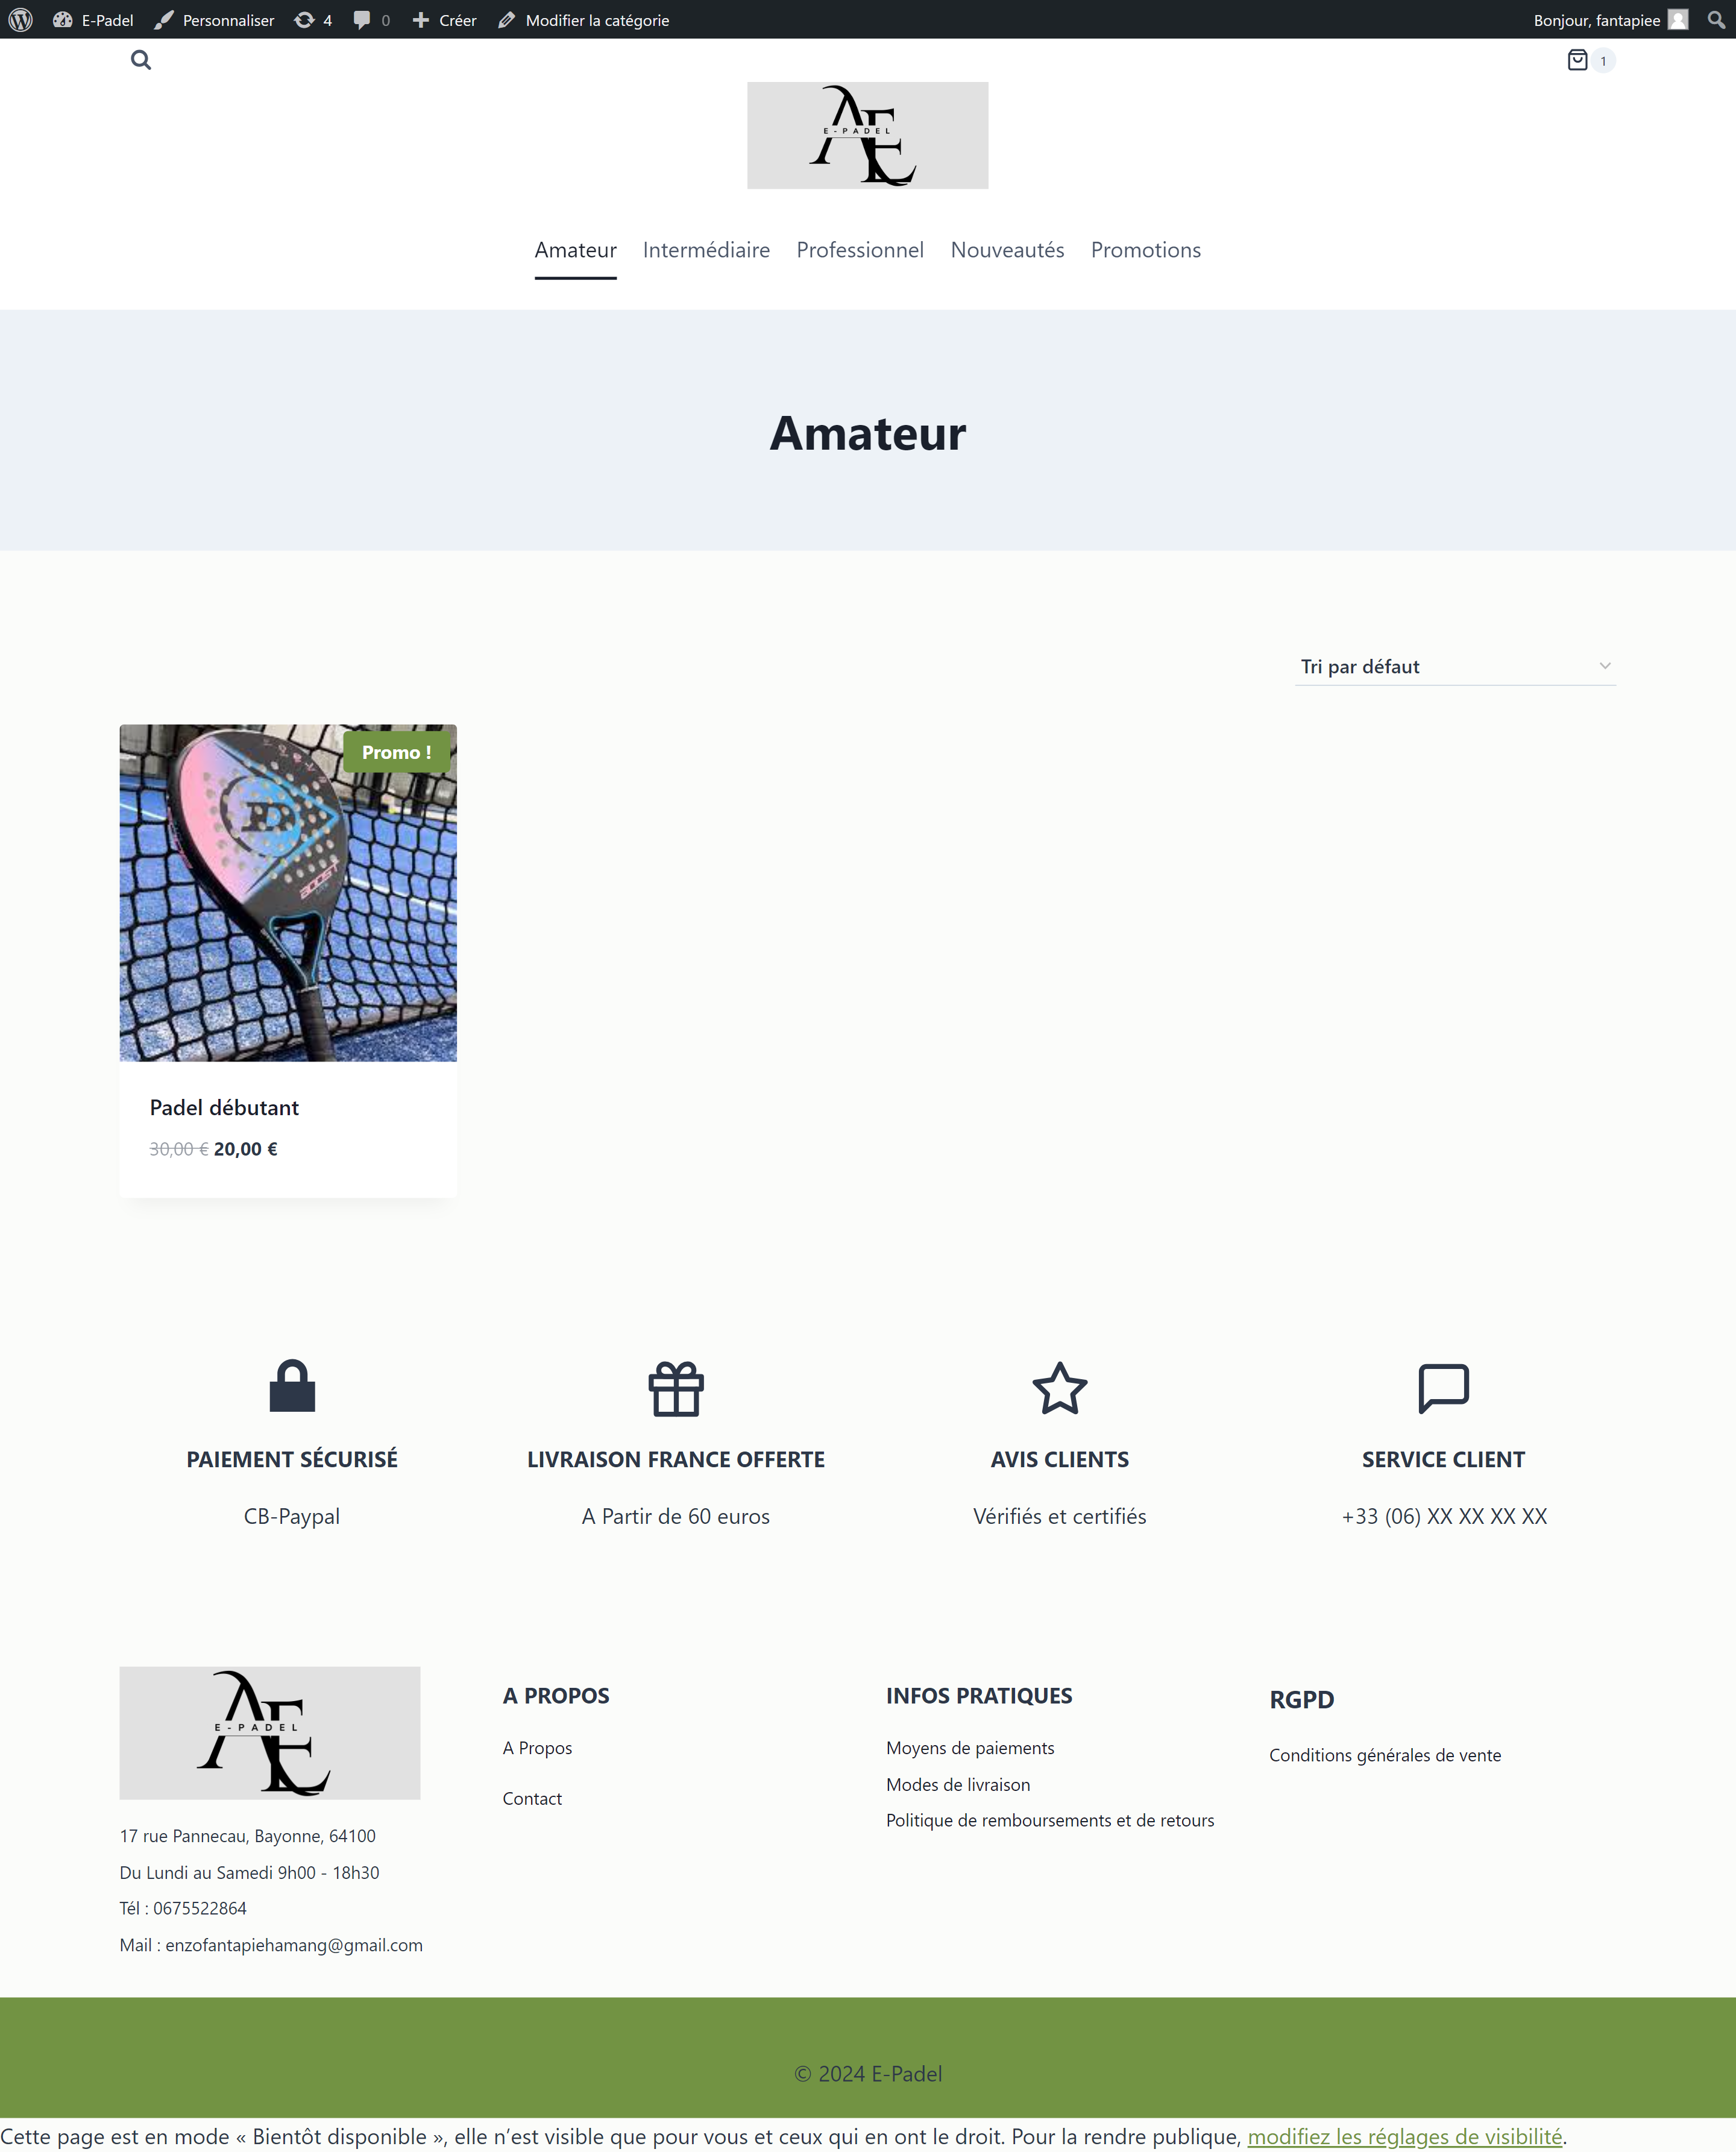 E-Padel Personnaliser 4 0 Créer Modifier la catégorie Bonjour, fantapiee
1
AE
E-PADEL
Amateur Intermédiaire Professionnel Nouveautés Promotions
Amateur
Tri par défaut
Promo !
BOOST
Padel débutant
30,00 € 20,00 €
PAIEMENT SÉCURISÉ
CB-Paypal
LIVRAISON FRANCE OFFERTE
A Partir de 60 euros
AVIS CLIENTS
Vérifiés et certifiés
SERVICE CLIENT
+33 (06) XX XX XX XX
AE
E-PADEL
17 rue Pannecau, Bayonne, 64100
Du Lundi au Samedi 9h00 - 18h30
Tél : 0675522864
Mail : enzofantapiehamang@gmail.com
A PROPOS
A Propos
Contact
INFOS PRATIQUES
Moyens de paiements
Modes de livraison
Politique de remboursements et de retours
RGPD
Conditions générales de vente
© 2024 E-Padel
Cette page est en mode « Bientôt disponible », elle n’est visible que pour vous et ceux qui en ont le droit. Pour la rendre publique, modifiez les réglages de visibilité.